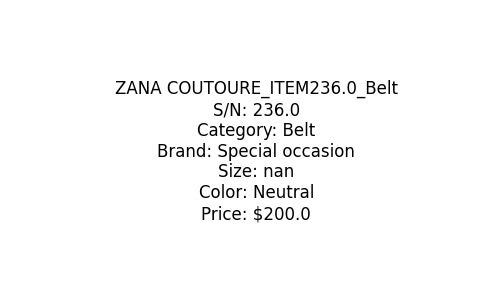 ZANA COUTOURE_ITEM236.0_Belt
S/N: 236.0
Category: Belt
Brand: Special occasion
Size: nan
Color: Neutral
Price: $200.0